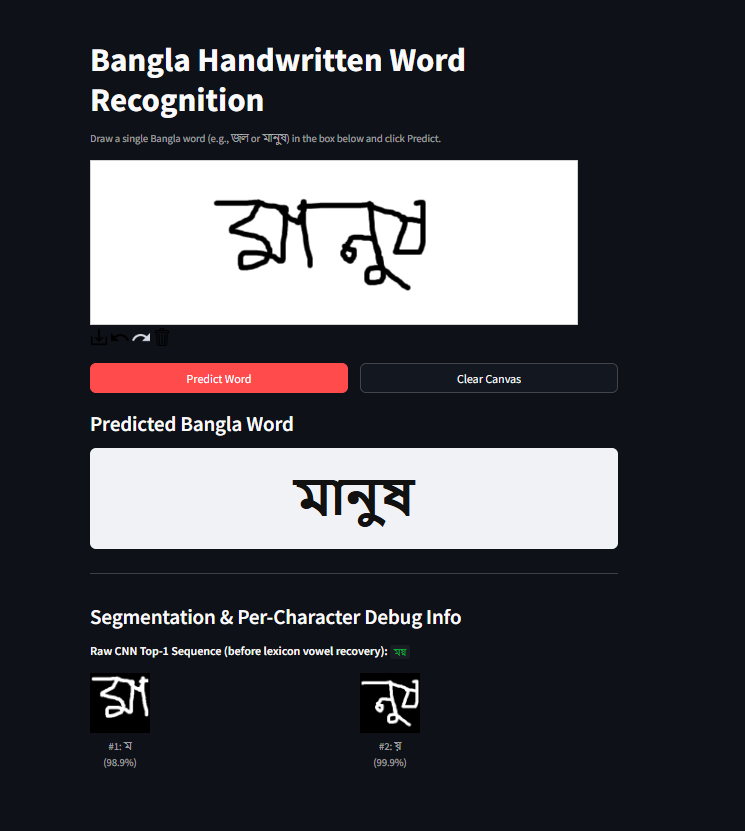 Bangla Handwritten Word
Recognition
Draw a single Bangla word (e.g., জল or মানুষ) in the box below and click Predict.
মানুষ
Predict Word
Clear Canvas
Predicted Bangla Word
মানুষ
Segmentation & Per-Character Debug Info
Raw CNN Top-1 Sequence (before lexicon vowel recovery): ময়
মা
নুষ
#1: ম
#2: য়
(98.9%)
(99.9%)